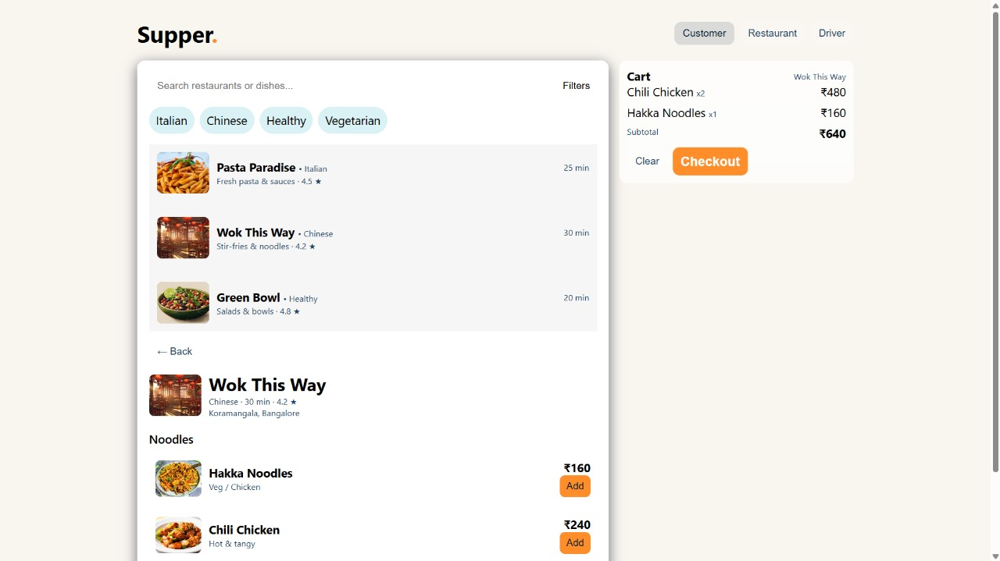 Supper.
Customer Restaurant Driver
Search restaurants or dishes... Filters
Italian Chinese Healthy Vegetarian
Pasta Paradise • Italian 25 min
Fresh pasta & sauces · 4.5 ★
Wok This Way • Chinese 30 min
Stir-fries & noodles · 4.2 ★
Green Bowl • Healthy 20 min
Salads & bowls · 4.8 ★
← Back
Wok This Way
Chinese · 30 min · 4.2 ★
Koramangala, Bangalore
Noodles
Hakka Noodles ₹160
Veg / Chicken Add
Chili Chicken ₹240
Hot & tangy Add
Cart Wok This Way
Chili Chicken x2 ₹480
Hakka Noodles x1 ₹160
Subtotal ₹640
Clear Checkout